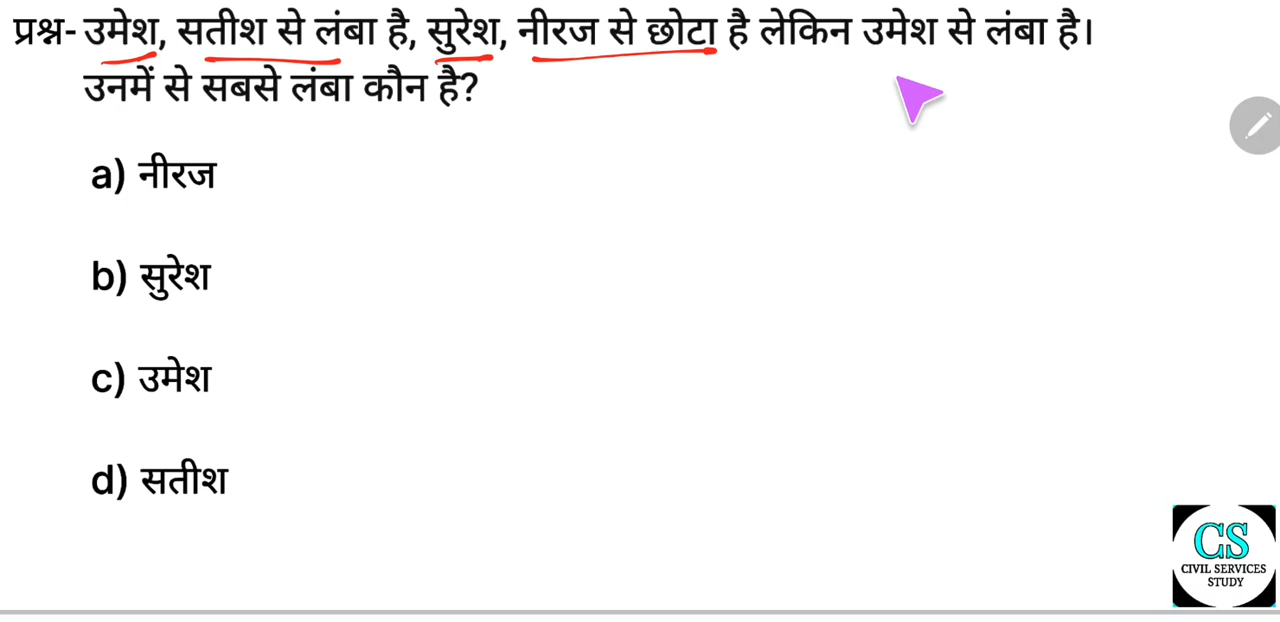 प्रश्न- उमेश, सतीश से लंबा है, सुरेश, नीरज से छोटा है लेकिन उमेश से लंबा है।
उनमें से सबसे लंबा कौन है?
a) नीरज
b) सुरेश
c) उमेश
d) सतीश
CS
CIVIL SERVICES
STUDY